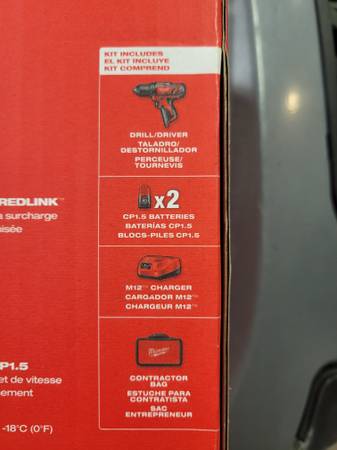 KIT INCLUDES
EL KIT INCLUYE
KIT COMPREND
DRILL/DRIVER
TALADRO/
DESTORNILLADOR
PERCEUSE/
TOURNEVIS
REDLINK™
a surcharge
isée
x2
CP1.5 BATTERIES
BATERÍAS CP1.5
BLOCS-PILES CP1.5
M12™ CHARGER
CARGADOR M12™
CHARGEUR M12™
Milwaukee
P1.5
et de vitesse
ement
CONTRACTOR
BAG
ESTUCHE PARA
CONTRATISTA
SAC
ENTREPRENEUR
-18°C (0°F)